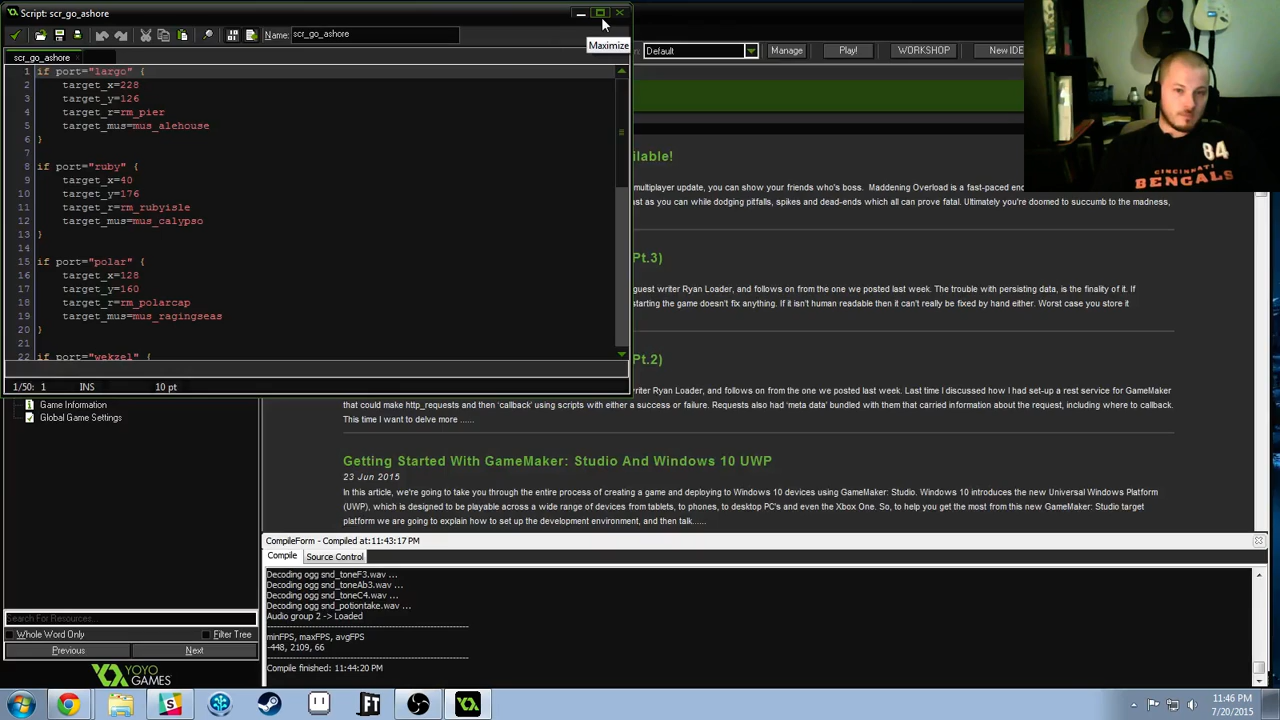 Script: scr_go_ashore
Name: scr_go_ashore
Maximize
Default
Manage
Play!
WORKSHOP
New IDE
scr_go_ashore
1 if port="largo" {
2 target_x=228
3 target_y=126
4 target_r=rm_pier
5 target_mus=mus_alehouse
6 }
7
8 if port="ruby" {
9 target_x=40
10 target_y=176
11 target_r=rm_rubyisle
12 target_mus=mus_calypso
13 }
14
15 if port="polar" {
16 target_x=128
17 target_y=160
18 target_r=rm_polarcap
19 target_mus=mus_ragingseas
20 }
21
22 if port="wekzel" {
1/50: 1 INS 10 pt
ilable!
multiplayer update, you can show your friends who's boss. Maddening Overload is a fast-paced en
ast as you can while dodging pitfalls, spikes and dead-ends which all can prove fatal. Ultimately you're doomed to succumb to the madness,
Pt.3)
guest writer Ryan Loader, and follows on from the one we posted last week. The trouble with persisting data, is the finality of it. If
starting the game doesn't fix anything. If it isn't human readable then it can't really be fixed by hand either. Worst case you store it
Pt.2)
writer Ryan Loader, and follows on from the one we posted last week. Last time I discussed how I had set-up a rest service for GameMaker
that could make http_requests and then 'callback' using scripts with either a success or failure. Requests also had 'meta data' bundled with them that carried information about the request, including where to callback.
This time I want to delve more ......
Getting Started With GameMaker: Studio And Windows 10 UWP
23 Jun 2015
In this article, we're going to take you through the entire process of creating a game and deploying to Windows 10 devices using GameMaker: Studio. Windows 10 introduces the new Universal Windows Platform
(UWP), which is designed to be playable across a wide range of devices from tablets, to phones, to desktop PC's and even the Xbox One. So, to help you get the most from this new GameMaker: Studio target
platform we are going to explain how to set up the development environment, and then talk......
Game Information
Global Game Settings
CompileForm - Compiled at:11:43:17 PM
Compile
Source Control
Decoding ogg snd_toneF3.wav ...
Decoding ogg snd_toneAb3.wav ...
Decoding ogg snd_toneC4.wav ...
Decoding ogg snd_potiontake.wav ...
Audio group 2 -> Loaded
minFPS, maxFPS, avgFPS
-448, 2109, 66
Compile finished: 11:44:20 PM
Search For Resources...
Whole Word Only
Filter Tree
Previous
Next
YOYO
GAMES
84
CINCINNATI
BENGALS
FT
11:46 PM
7/20/2015